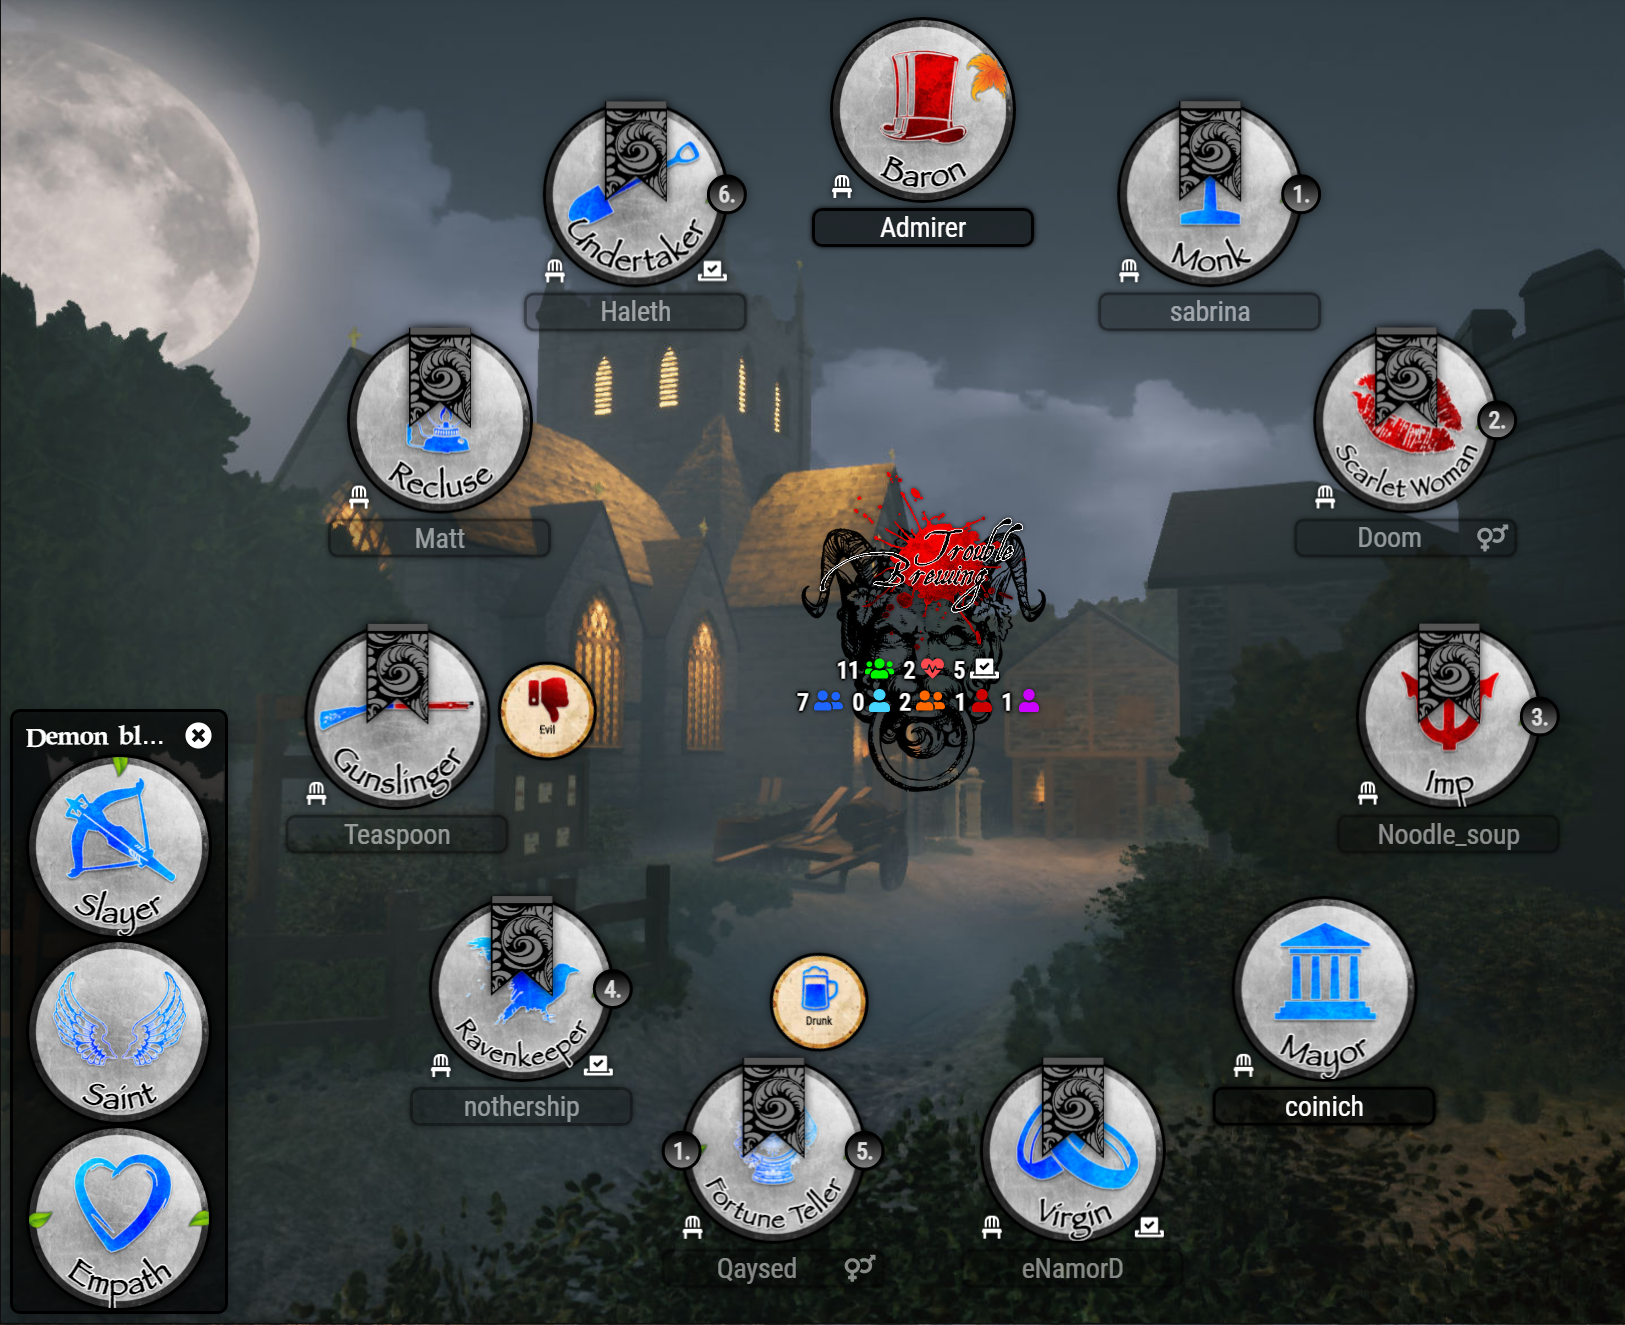 Baron
Admirer
Undertaker
6.
Haleth
Monk
1.
sabrina
Recluse
Matt
Scarlet Woman
2.
Doom
Trouble
Brewing
11 2 5
7 0 2 1 1
Gunslinger
Evil
Teaspoon
Imp
3.
Noodle_soup
Demon bl...
Slayer
Saint
Empath
Ravenkeeper
4.
nothership
Drunk
1.
Fortune Teller
5.
Qaysed
Virgin
eNamorD
Mayor
coinich